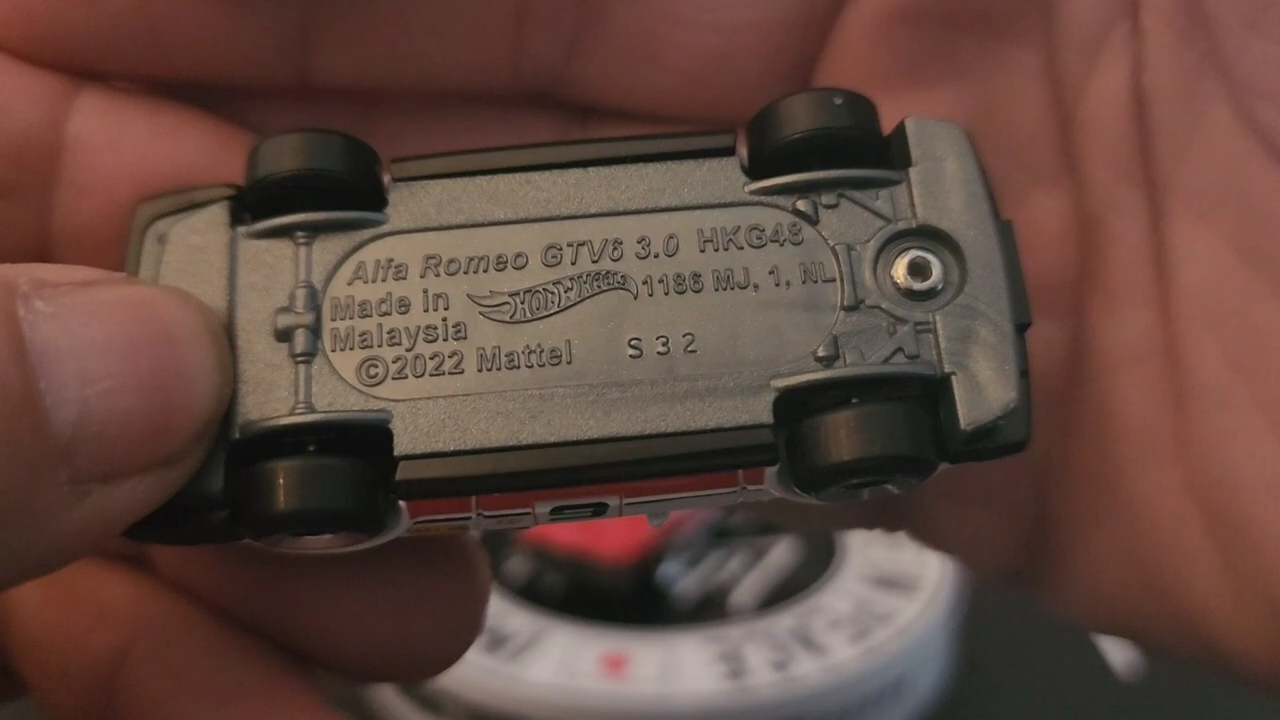 Alfa Romeo GTV6 3.0 HKG48
Made in Malaysia
HOT WHEELS
1186 MJ, 1, NL
©2022 Mattel
S 3 2